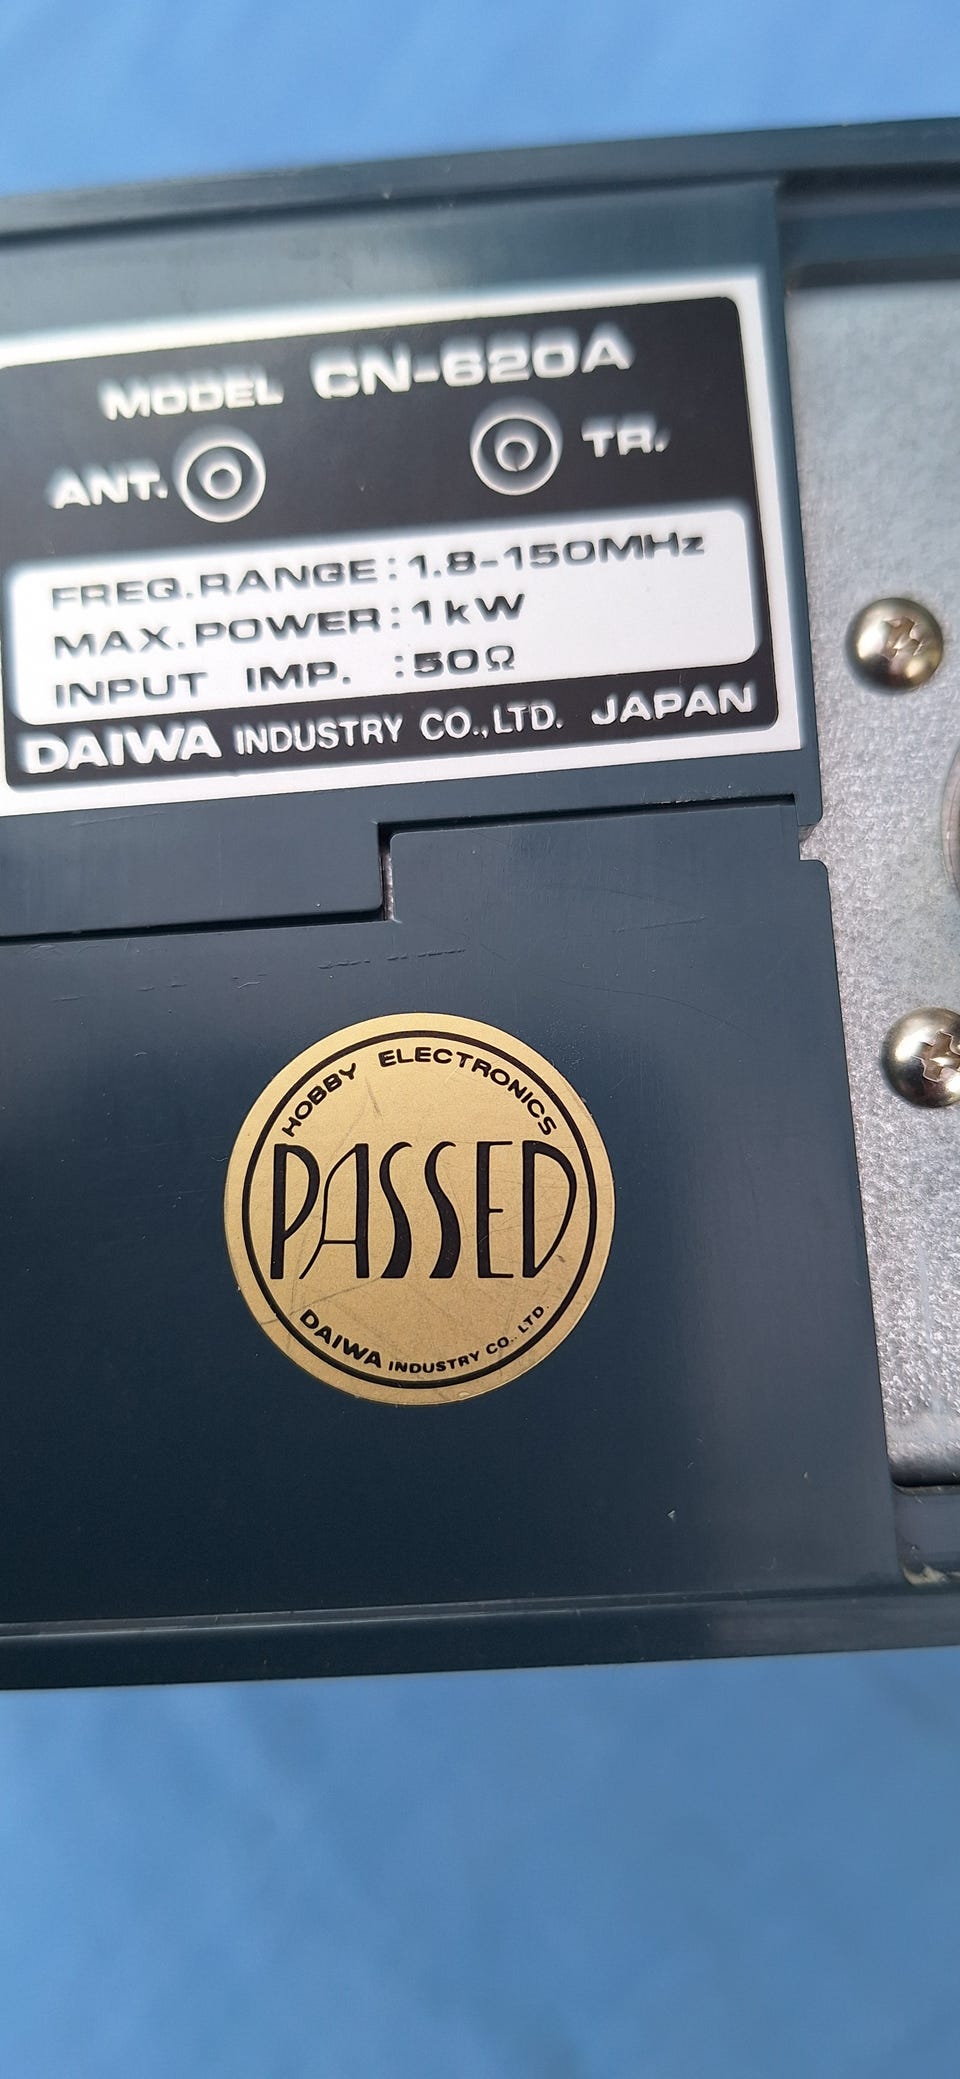 MODEL CN-620A
ANT. TR.
FREQ.RANGE:1.8-150MHz
MAX.POWER:1kW
INPUT IMP. :50Ω
DAIWA INDUSTRY CO.,LTD. JAPAN
HOBBY ELECTRONICS
PASSED
DAIWA INDUSTRY CO.,LTD.